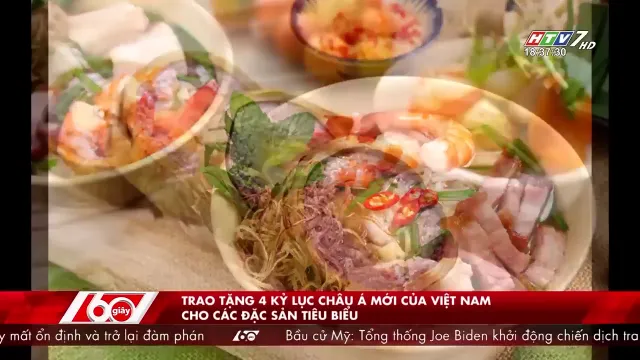 HTV7 HD
18:37:30
60 giây
TRAO TẶNG 4 KỶ LỤC CHÂU Á MỚI CỦA VIỆT NAM
CHO CÁC ĐẶC SẢN TIÊU BIỂU
mất ổn định và trở lại đàm phán Bầu cử Mỹ: Tổng thống Joe Biden khởi động chiến dịch